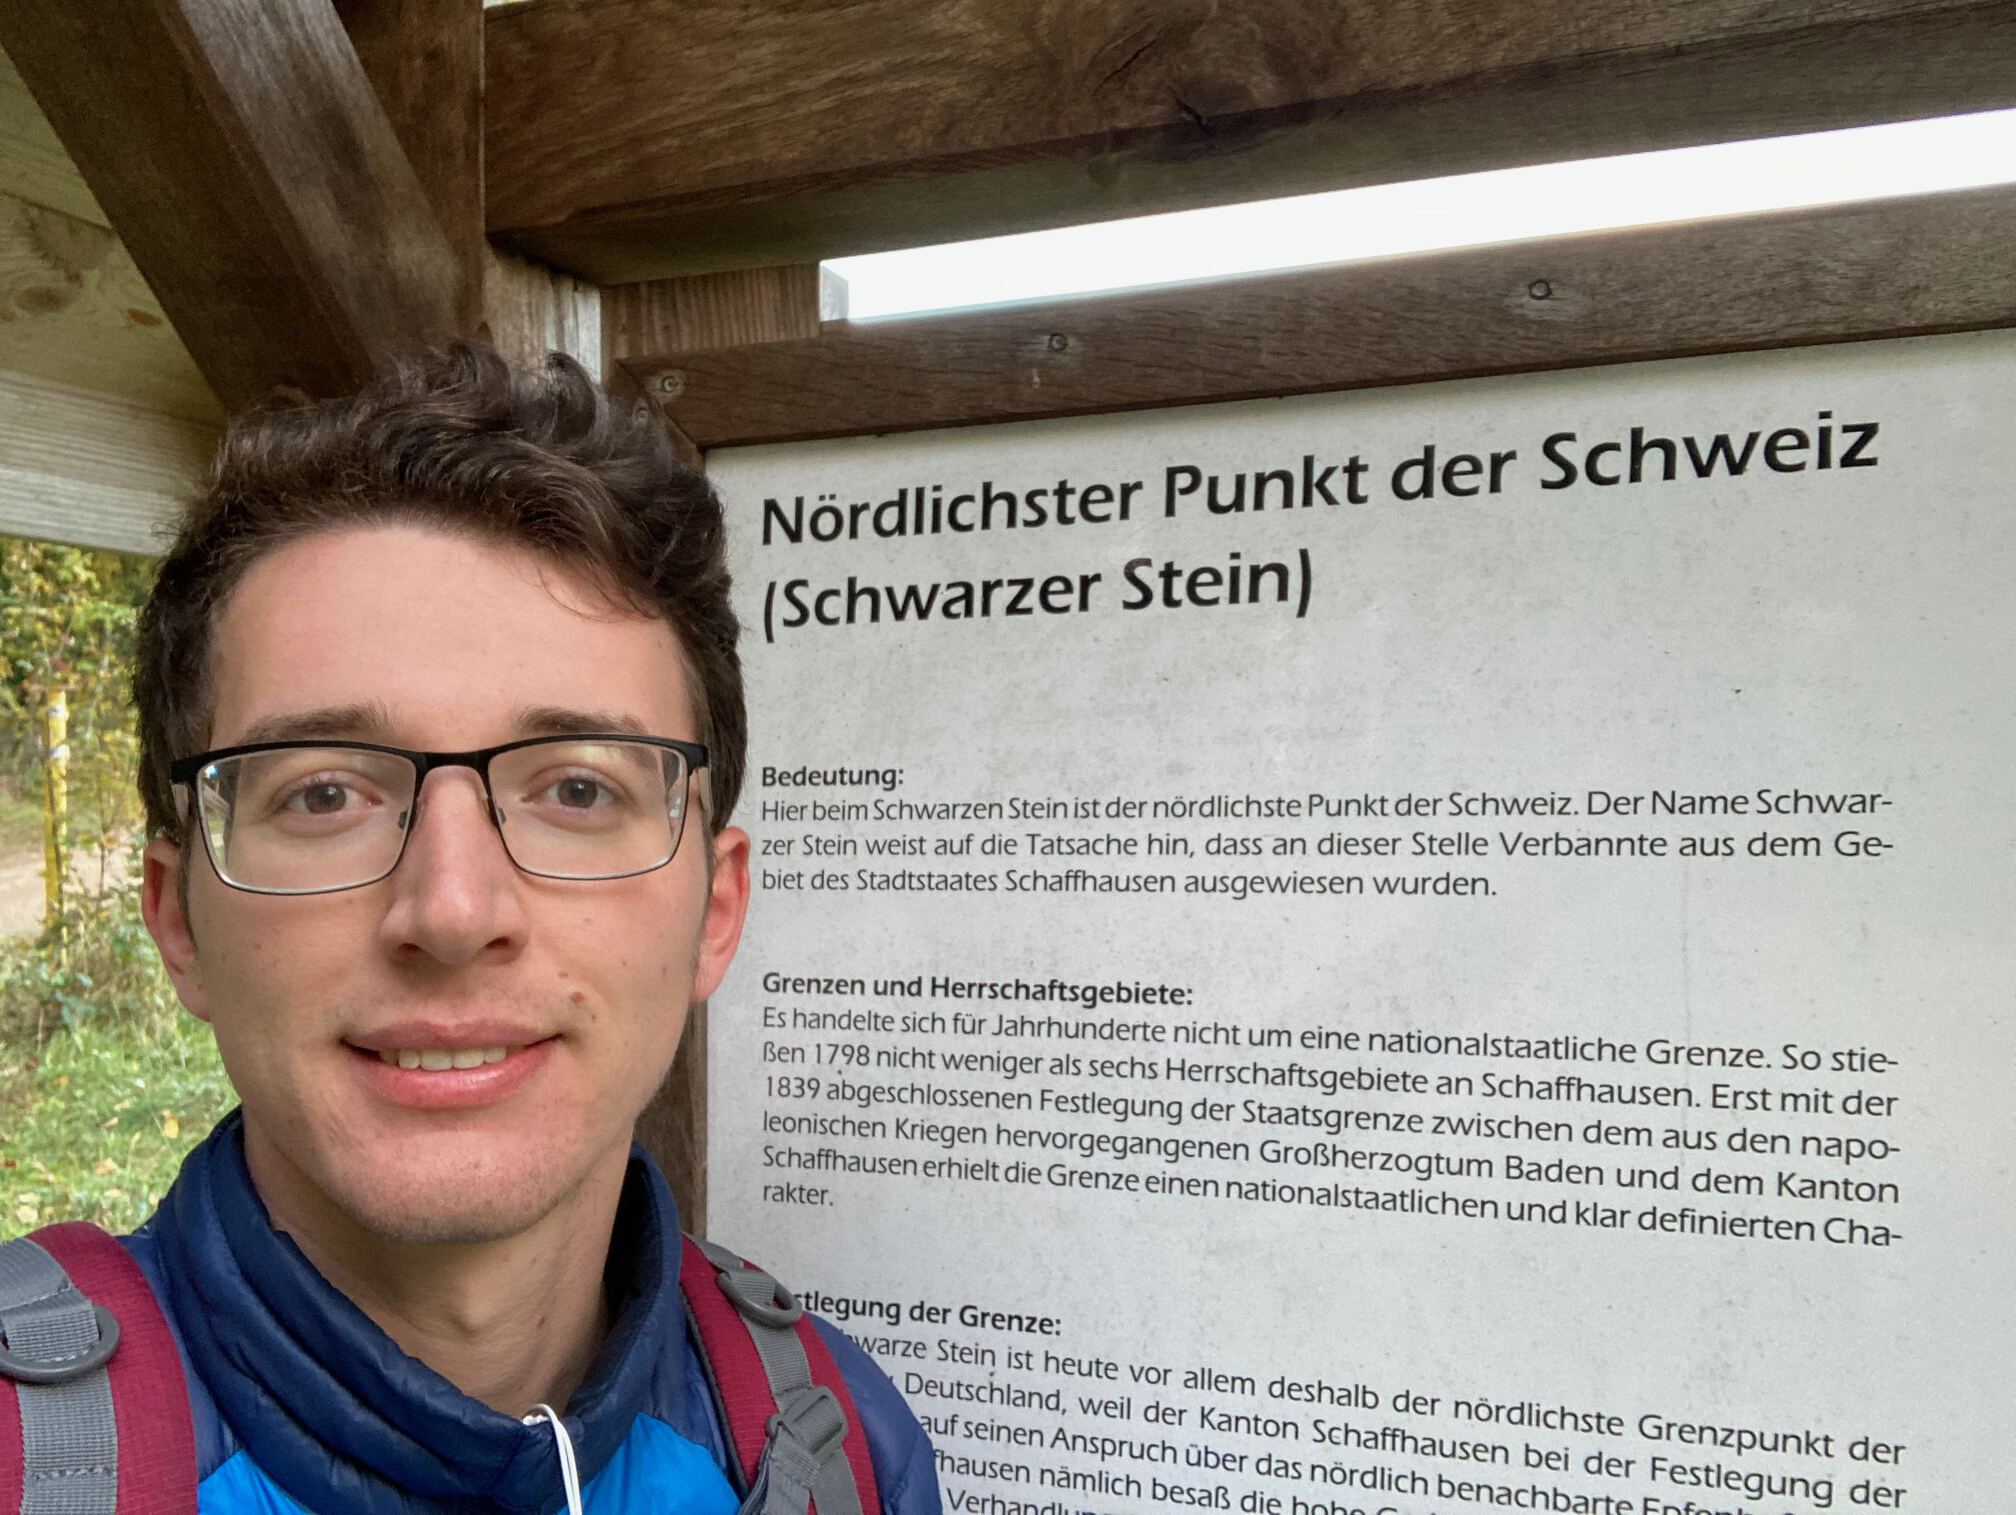 Nördlichster Punkt der Schweiz
(Schwarzer Stein)
Bedeutung:
Hier beim Schwarzen Stein ist der nördlichste Punkt der Schweiz. Der Name Schwar-
zer Stein weist auf die Tatsache hin, dass an dieser Stelle Verbannte aus dem Ge-
biet des Stadtstaates Schaffhausen ausgewiesen wurden.
Grenzen und Herrschaftsgebiete:
Es handelte sich für Jahrhunderte nicht um eine nationalstaatliche Grenze. So stie-
ßen 1798 nicht weniger als sechs Herrschaftsgebiete an Schaffhausen. Erst mit der
1839 abgeschlossenen Festlegung der Staatsgrenze zwischen dem aus den napo-
leonischen Kriegen hervorgegangenen Großherzogtum Baden und dem Kanton
Schaffhausen erhielt die Grenze einen nationalstaatlichen und klar definierten Cha-
rakter.
stlegung der Grenze:
warze Stein ist heute vor allem deshalb der nördlichste Grenzpunkt der
Deutschland, weil der Kanton Schaffhausen bei der Festlegung der
auf seinen Anspruch über das nördlich benachbarte
fhausen nämlich besaß die hohe